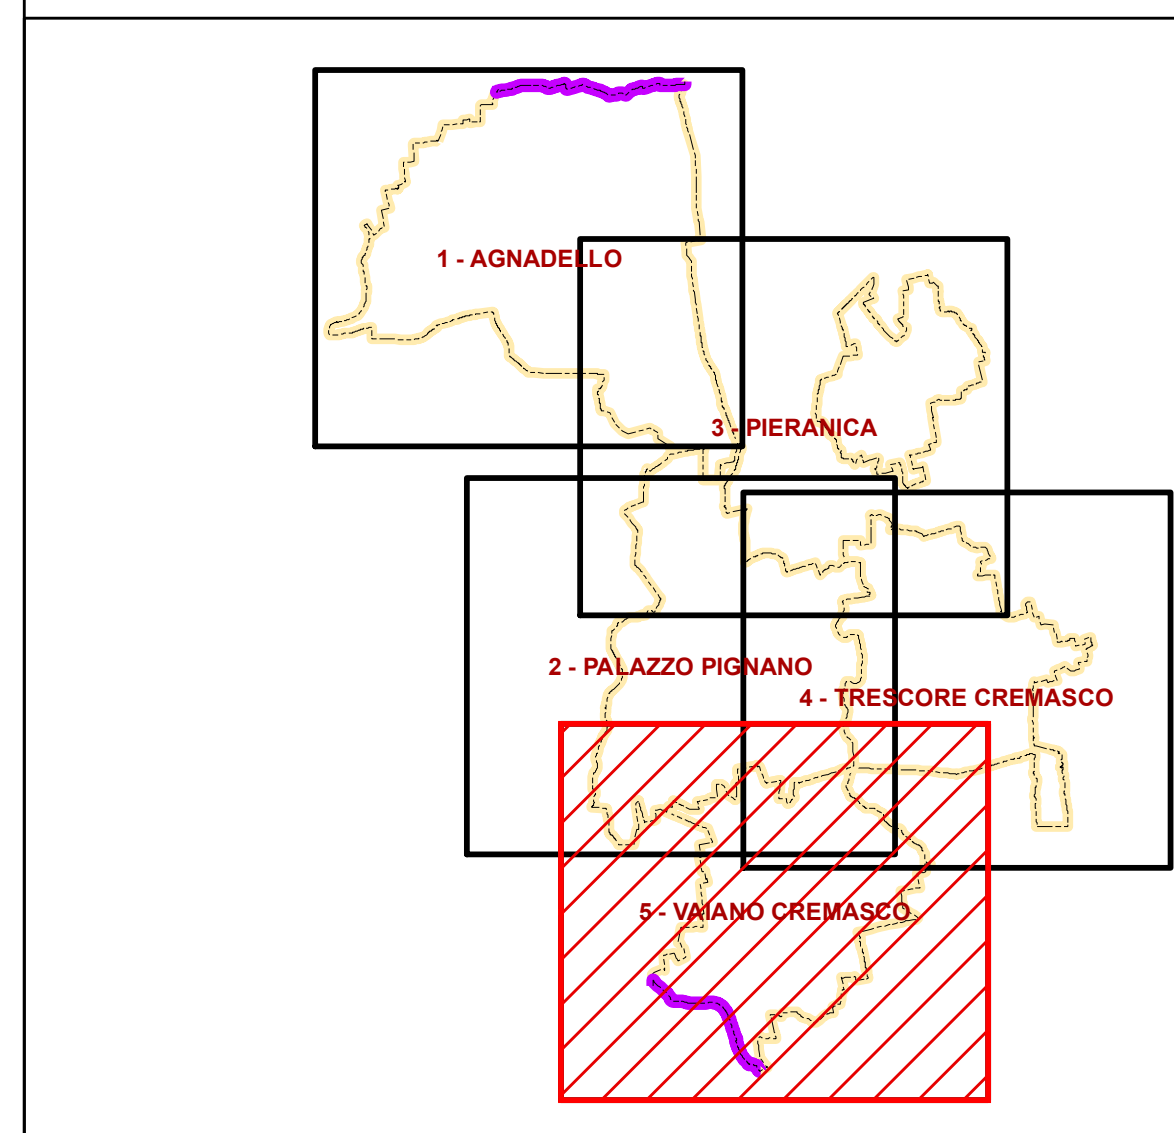 1 - AGNADELLO
3 - PIERANICA
2 - PALAZZO PIGNANO
4 - TRESCORE CREMASCO
5 - VAIANO CREMASCO